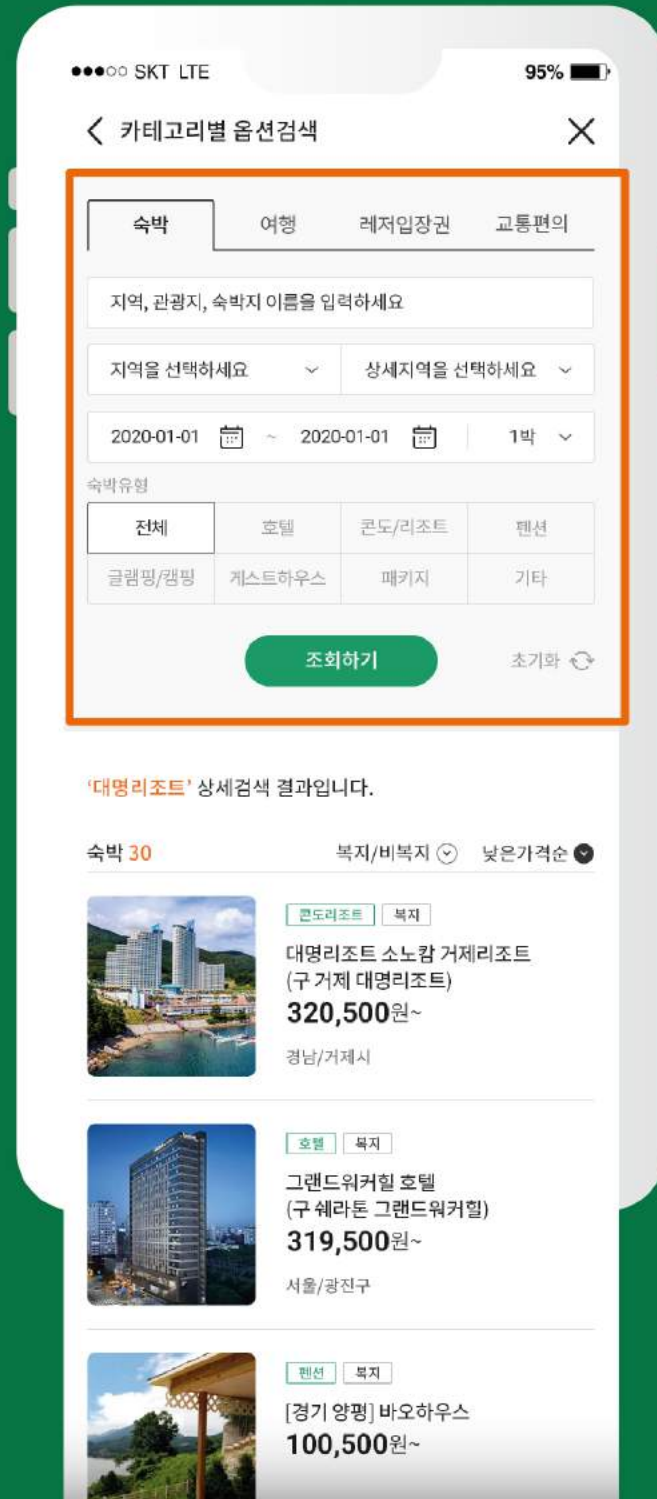 SKT LTE 95%
카테고리별 옵션검색
숙박 여행 레저입장권 교통편의
지역, 관광지, 숙박지 이름을 입력하세요
지역을 선택하세요 상세지역을 선택하세요
2020-01-01 ~ 2020-01-01 1박
숙박유형
전체 호텔 콘도/리조트 펜션
글램핑/캠핑 게스트하우스 패키지 기타
조회하기 초기화
‘대명리조트’ 상세검색 결과입니다.
숙박 30 복지/비복지 낮은가격순
콘도리조트 복지
대명리조트 소노캄 거제리조트
(구 거제 대명리조트)
320,500원~
경남/거제시
호텔 복지
그랜드워커힐 호텔
(구 쉐라톤 그랜드워커힐)
319,500원~
서울/광진구
펜션 복지
[경기 양평] 바오하우스
100,500원~